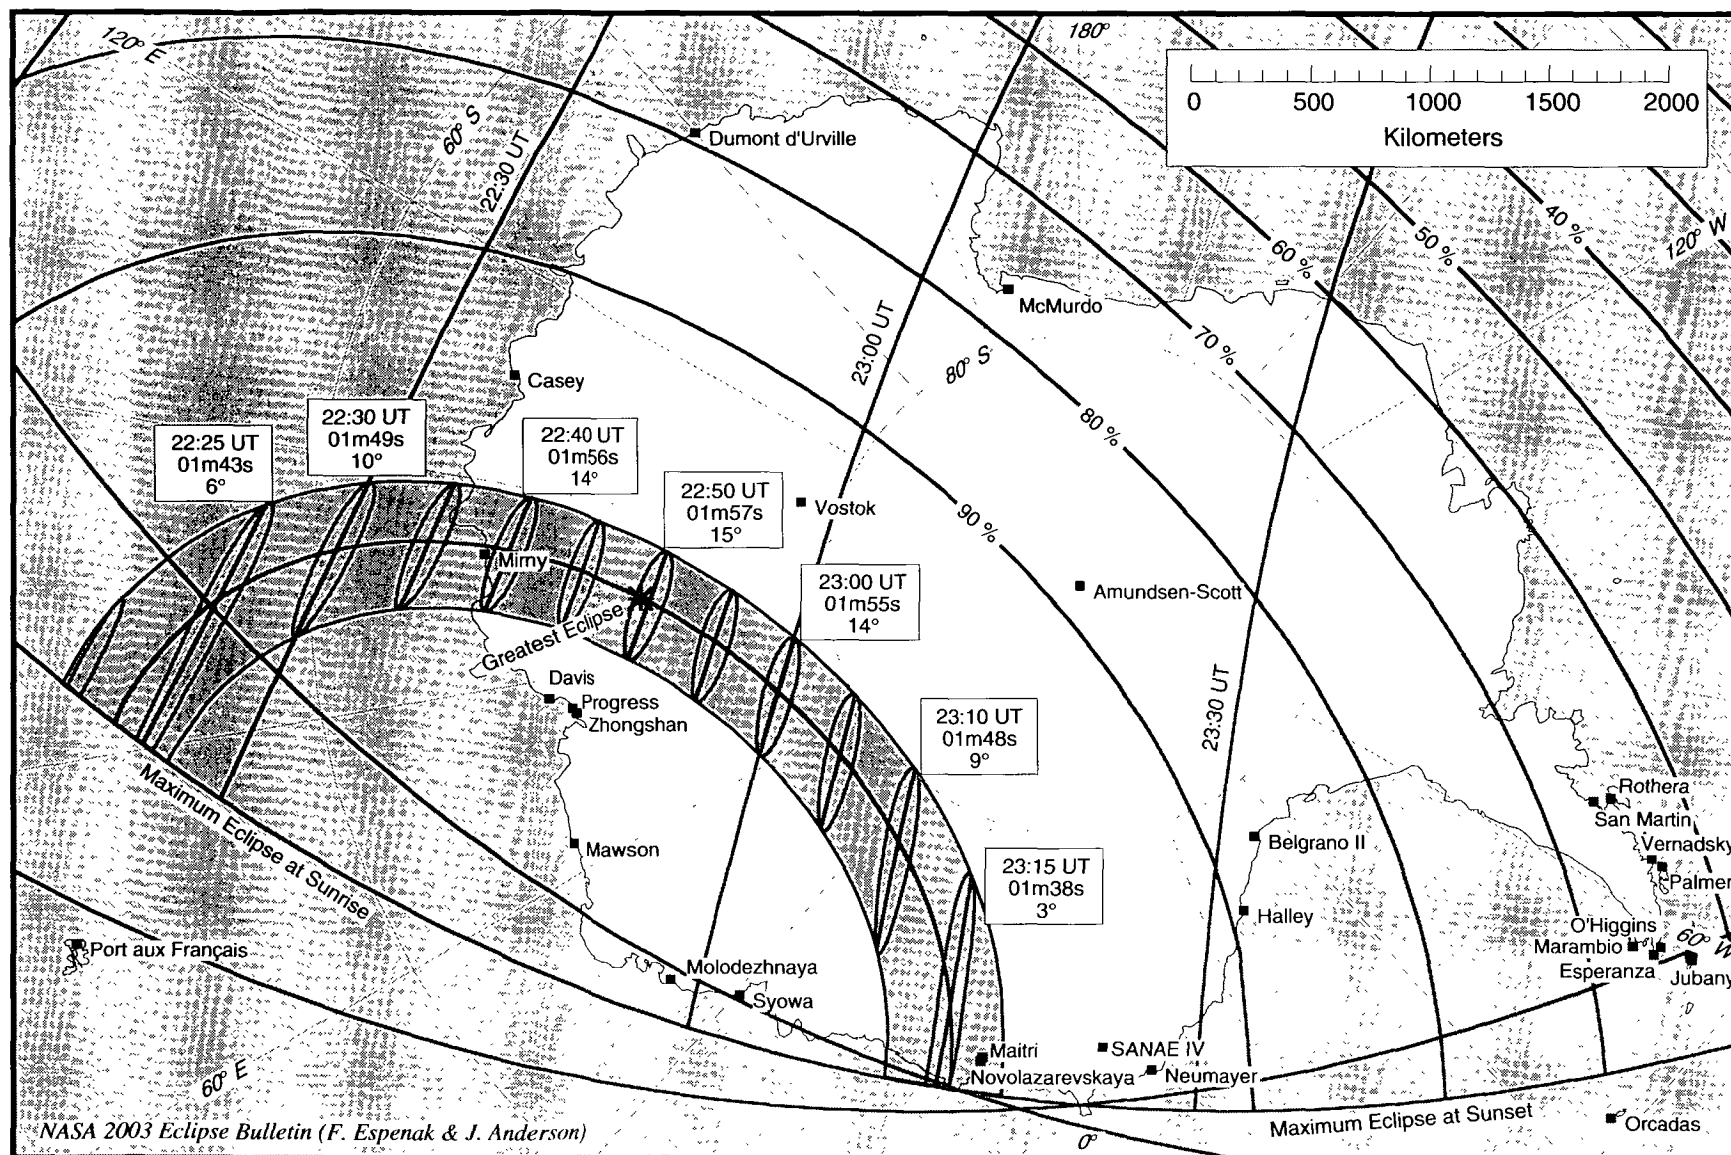 120° E
180°
0 500 1000 1500 2000
Kilometers
60° S
22:30 UT
Dumont d'Urville
40 %
50 %
60 %
120° W
McMurdo
23:00 UT
70 %
80° S
Casey
80 %
22:25 UT
01m43s
6°
22:30 UT
01m49s
10°
22:40 UT
01m56s
14°
22:50 UT
01m57s
15°
Vostok
90 %
Mirny
23:00 UT
01m55s
14°
Amundsen-Scott
Greatest Eclipse
Davis
Progress
Zhongshan
23:10 UT
01m48s
9°
23:30 UT
Maximum Eclipse at Sunrise
Mawson
Rothera
San Martin
Belgrano II
Vernadsky
Palmer
23:15 UT
01m38s
3°
Halley
O'Higgins
Marambio
60° W
Esperanza
Jubany
Port aux Français
Molodezhnaya
Syowa
Maitri
Novolazarevskaya
SANAE IV
Neumayer
60° E
Maximum Eclipse at Sunset
Orcadas
0°
NASA 2003 Eclipse Bulletin (F. Espenak & J. Anderson)